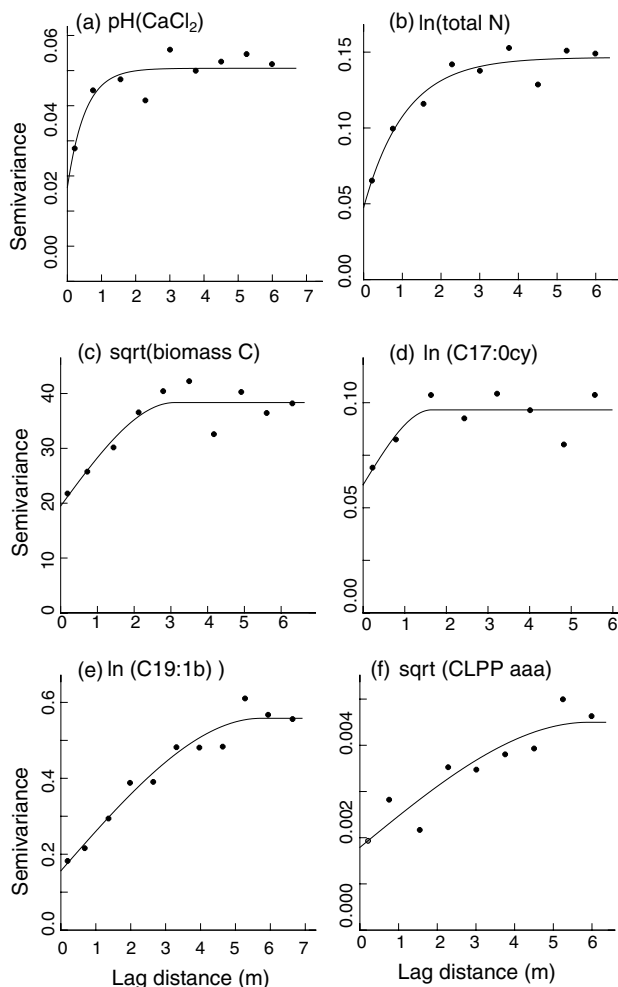 (a) pH(CaCl₂)
(b) ln(total N)
Semivariance
0.06
0.04
0.02
0.00
0 1 2 3 4 5 6 7
0.15
0.10
0.05
0.00
0 1 2 3 4 5 6
(c) sqrt(biomass C)
(d) ln (C17:0cy)
Semivariance
40
30
20
10
0
0 1 2 3 4 5 6
0.10
0.05
0.00
0 1 2 3 4 5 6
(e) ln (C19:1b) )
(f) sqrt (CLPP aaa)
Semivariance
0.6
0.4
0.2
0.0
0 1 2 3 4 5 6 7
Lag distance (m)
0.004
0.002
0.000
0 1 2 3 4 5 6
Lag distance (m)